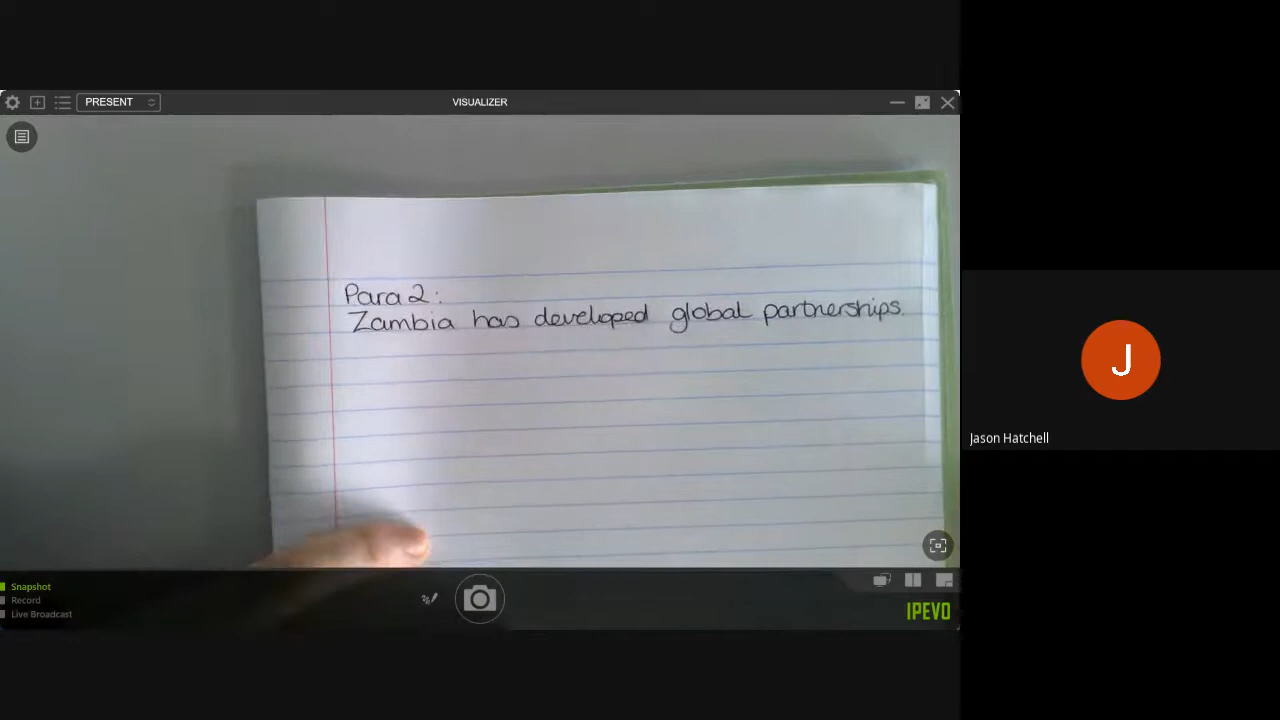 PRESENT
VISUALIZER
Para 2:
Zambia has developed global partnerships.
J
Jason Hatchell
Snapshot
Record
Live Broadcast
IPEVO